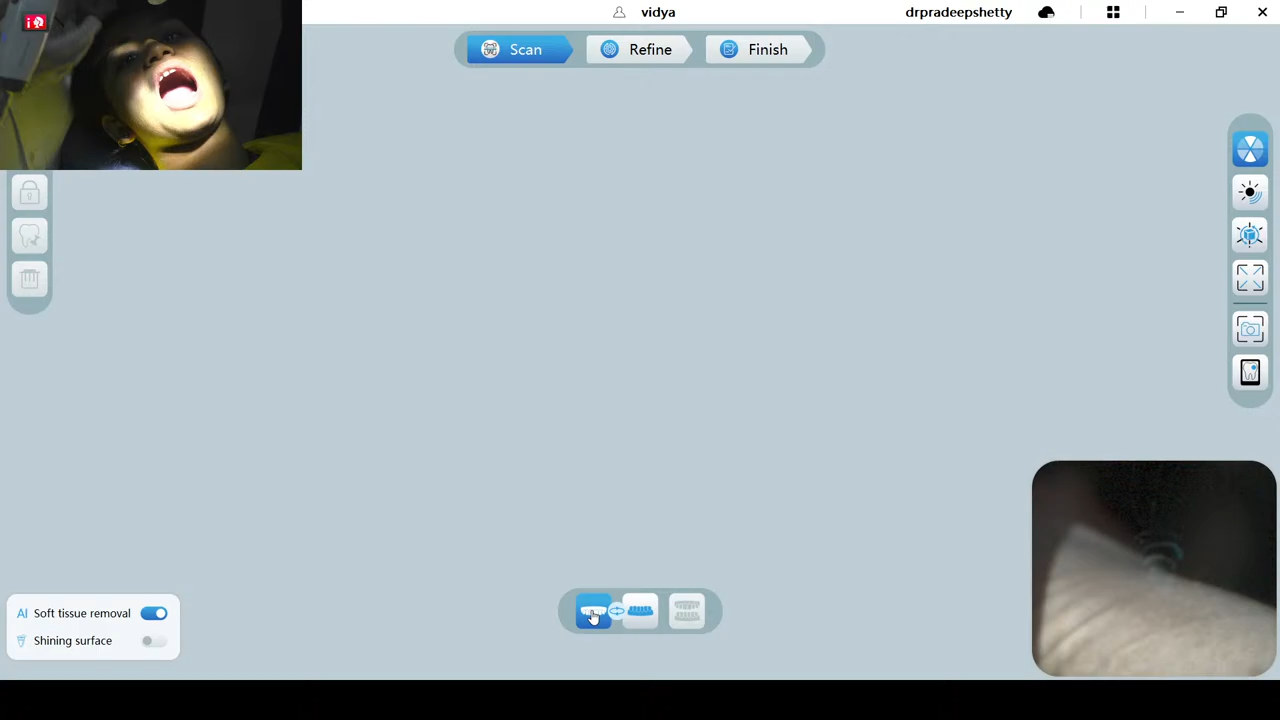 vidya
drpradeepshetty
Scan
Refine
Finish
AI Soft tissue removal
Shining surface